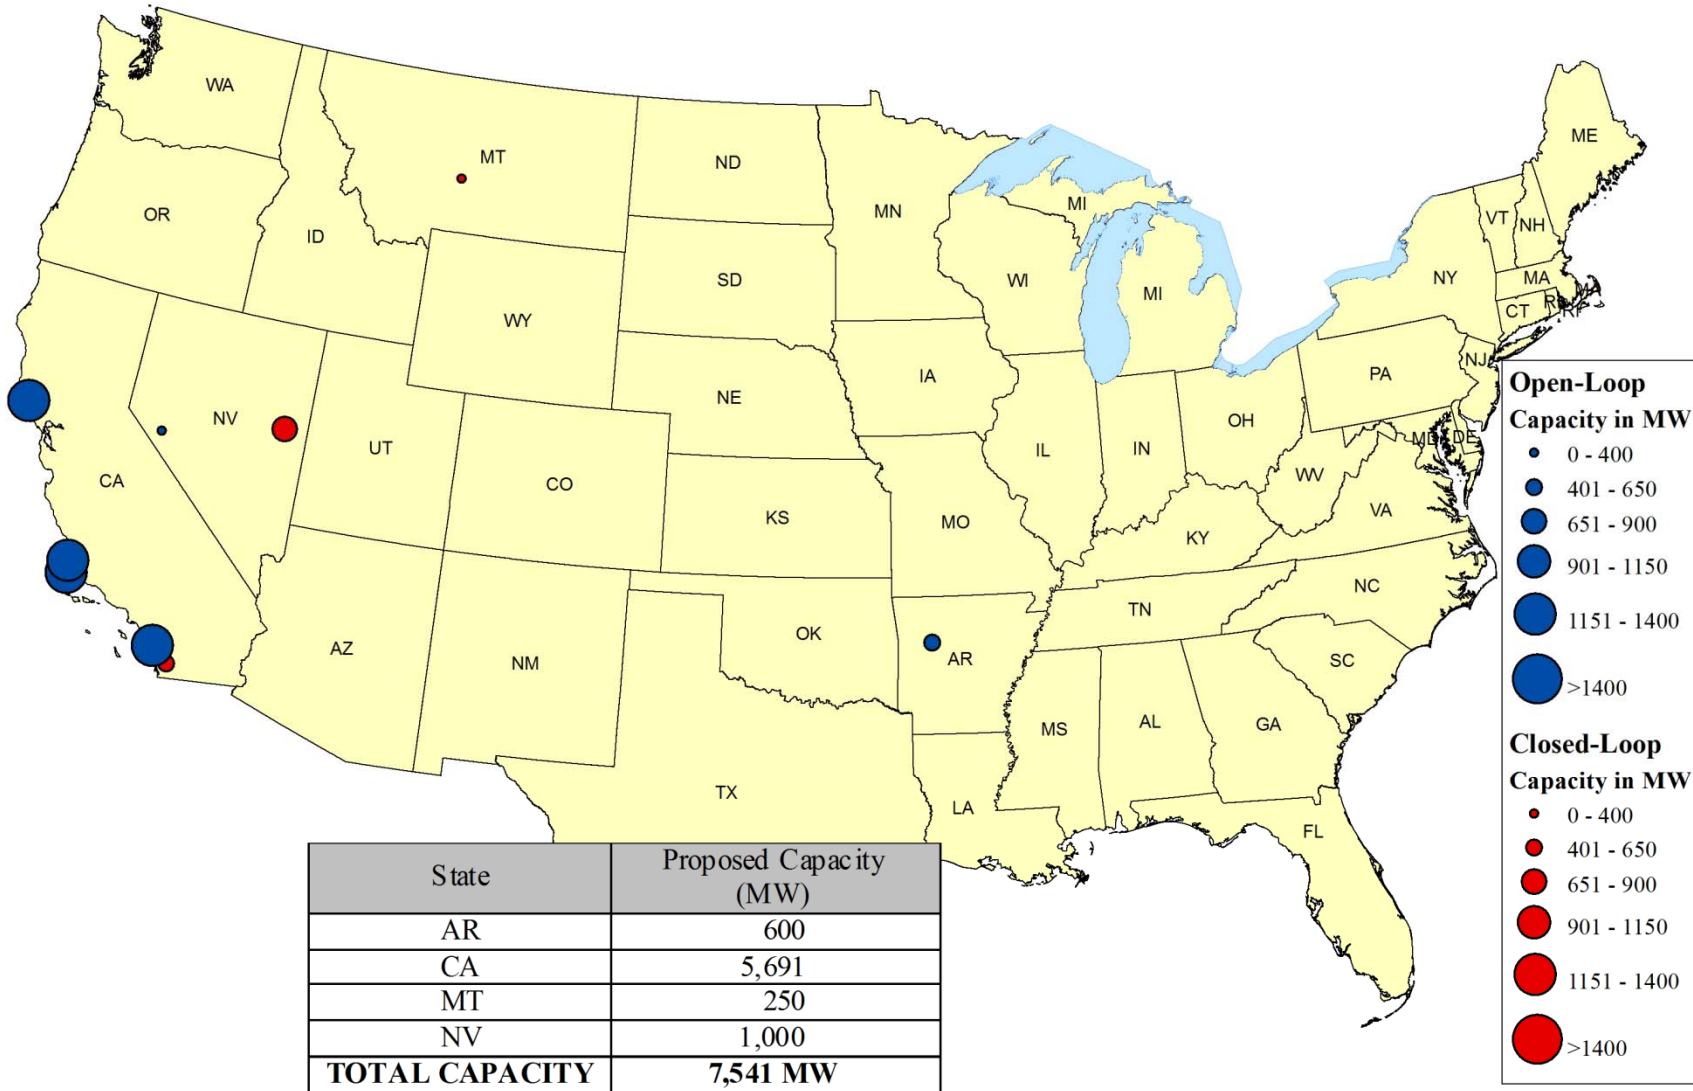 WA
MT
ND
ME
OR
ID
MN
MI
VT
NH
SD
WI
MI
NY
MA
MA
WY
CT
RI
IA
PA
NJ
NV
NE
OH
UT
IL
IN
MD
DE
CA
CO
WV
KS
MO
VA
KY
NC
TN
AZ
NM
OK
AR
SC
MS
AL
GA
TX
LA
FL
Open-Loop
Capacity in MW
0 - 400
401 - 650
651 - 900
901 - 1150
1151 - 1400
>1400
Closed-Loop
Capacity in MW
0 - 400
401 - 650
651 - 900
901 - 1150
1151 - 1400
>1400
State Proposed Capacity
(MW)
AR 600
CA 5,691
MT 250
NV 1,000
TOTAL CAPACITY 7,541 MW